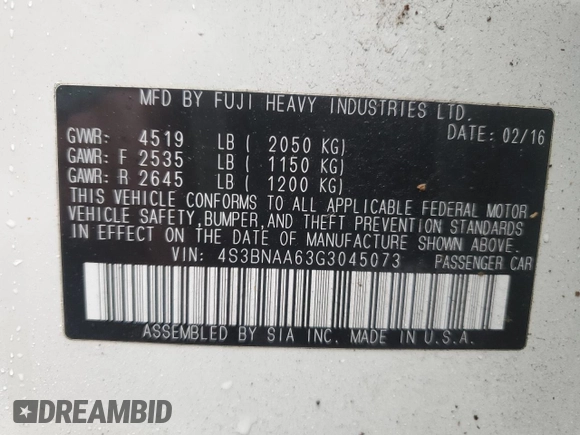 MFD BY FUJI HEAVY INDUSTRIES LTD.
GVWR: 4519 LB ( 2050 KG) DATE: 02/16
GAWR: F 2535 LB ( 1150 KG)
GAWR: R 2645 LB ( 1200 KG)
THIS VEHICLE CONFORMS TO ALL APPLICABLE FEDERAL MOTOR
VEHICLE SAFETY, BUMPER, AND THEFT PREVENTION STANDARDS
IN EFFECT ON THE DATE OF MANUFACTURE SHOWN ABOVE.
VIN: 4S3BNAA63G3045073 PASSENGER CAR
ASSEMBLED BY SIA INC. MADE IN U.S.A.
DREAMBID